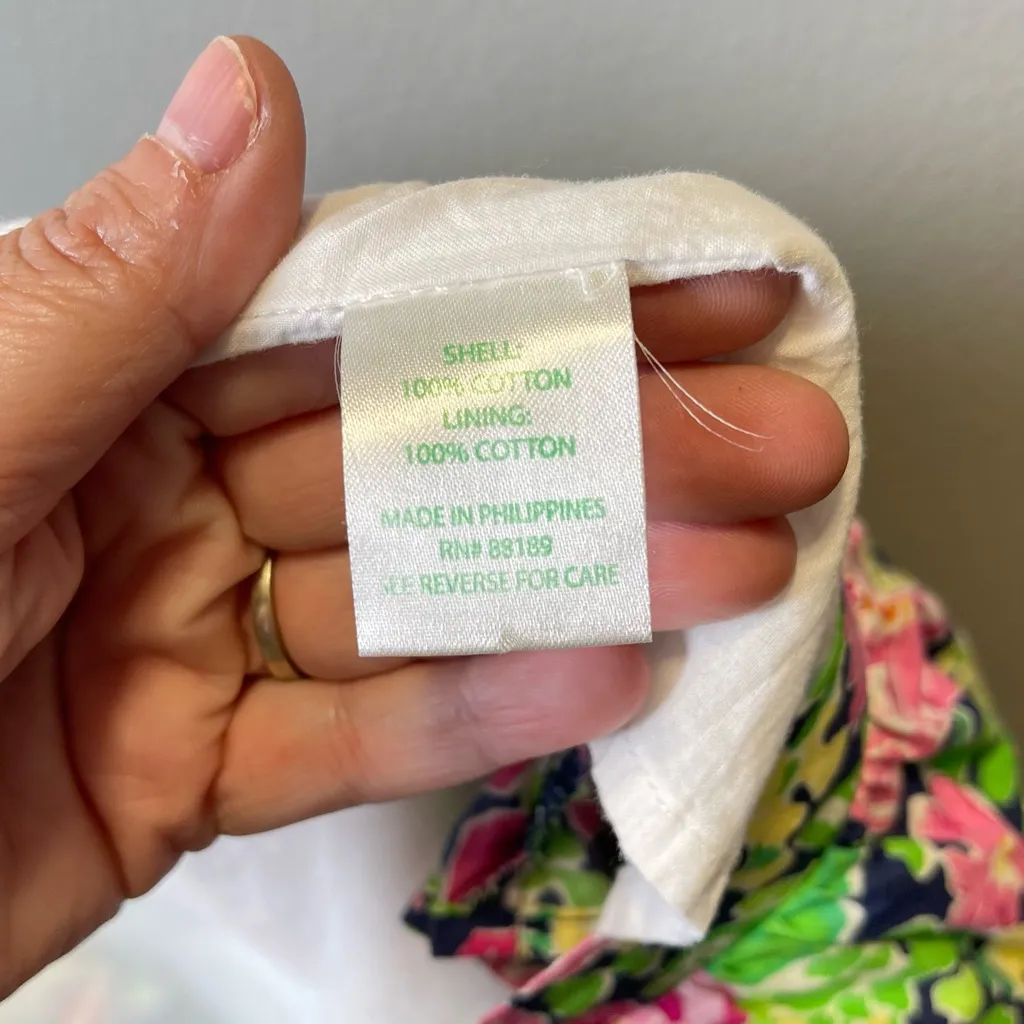 SHELL:
100% COTTON
LINING:
100% COTTON
MADE IN PHILIPPINES
RN# 88189
SEE REVERSE FOR CARE